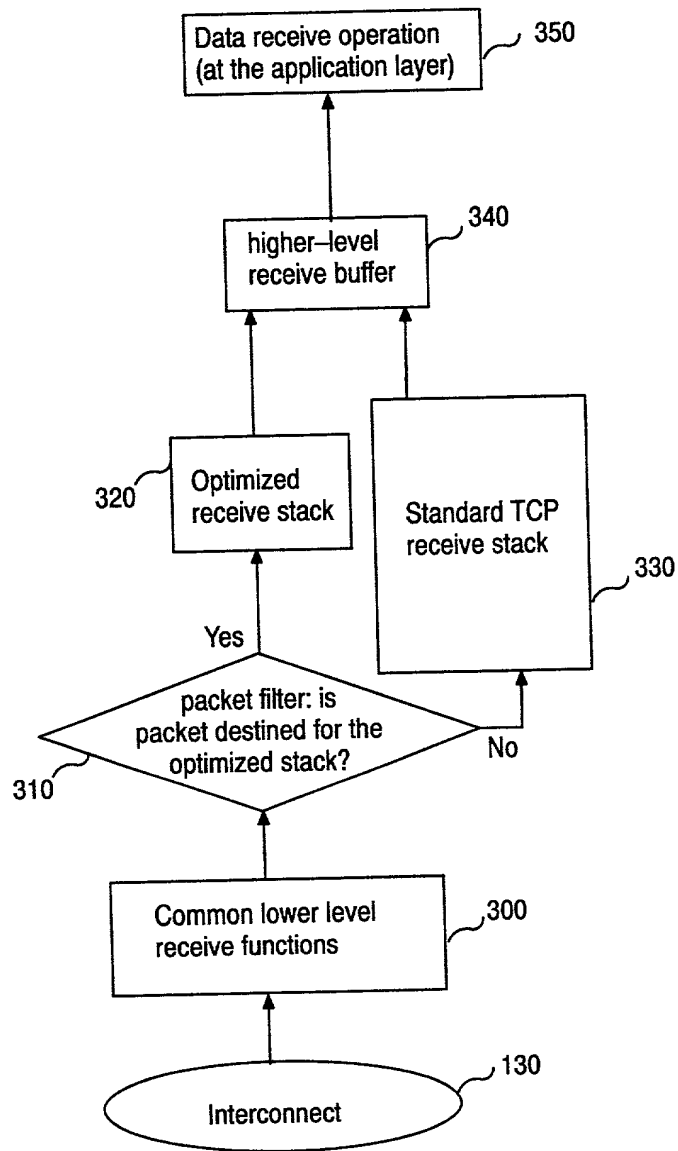 Data receive operation
(at the application layer)
350
340
higher–level
receive buffer
320
Optimized
receive stack
Standard TCP
receive stack
330
Yes
packet filter: is
packet destined for the
optimized stack?
No
310
Common lower level
receive functions
300
130
Interconnect